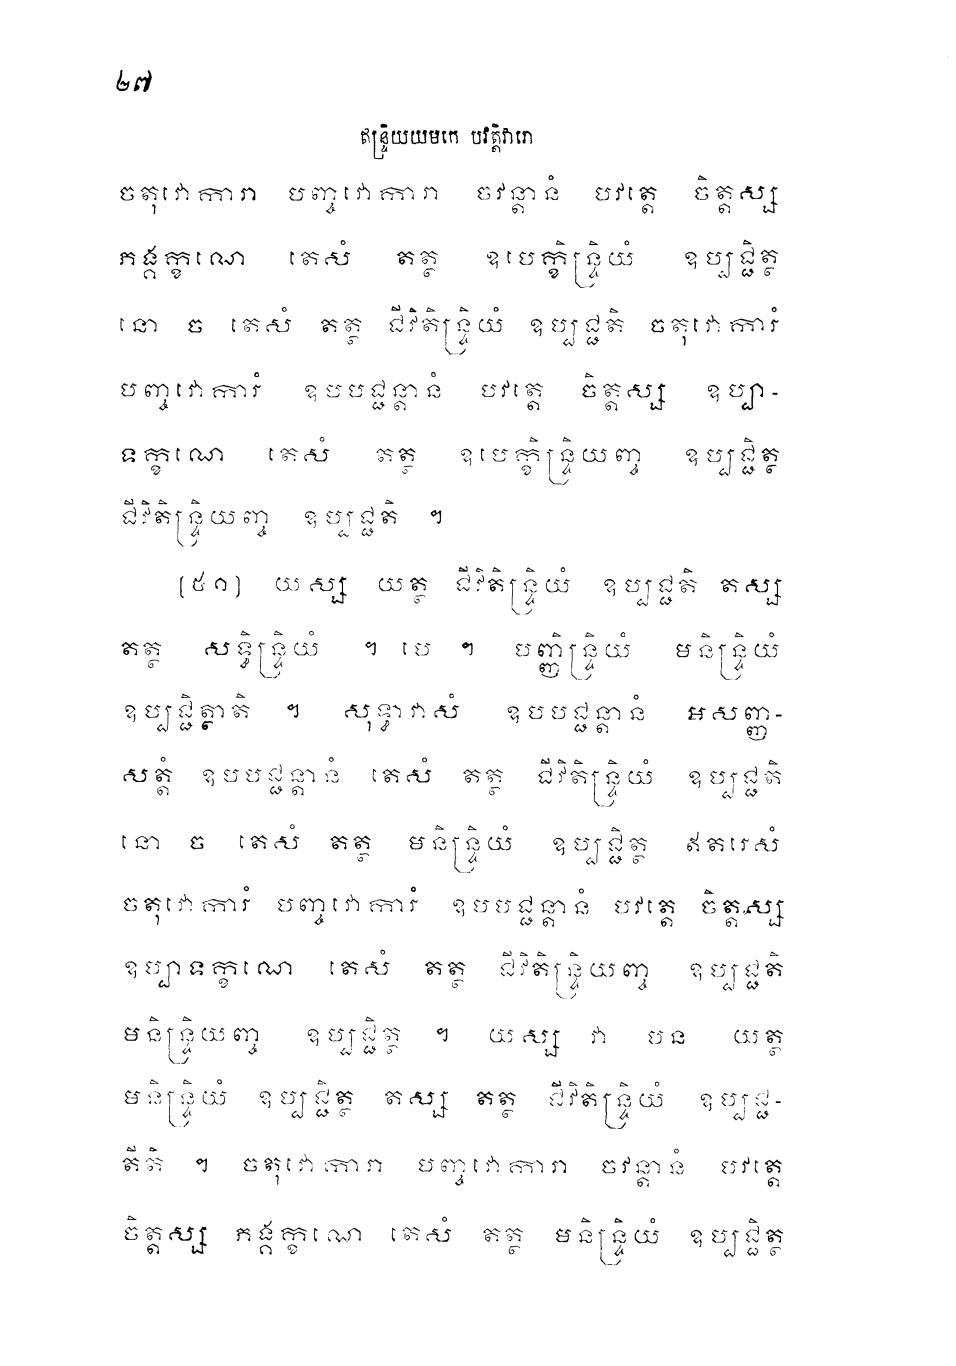 ២៧
ឥន្ទ្រិយយមកេ បវត្តិវារោ
ចតុវោការា បញ្ចវោការា ចវន្តានំ បវត្តេ ចិត្តស្ស
ភង្គក្ខណេ តេសំ តត្ថ ឧបេក្ខិន្ទ្រិយំ ឧប្បជ្ជិត្ថ
នោ ច តេសំ តត្ថ ជីវិតិន្ទ្រិយំ ឧប្បជ្ជតិ ចតុវោការំ
បញ្ចវោការំ ឧបបជ្ជន្តានំ បវត្តេ ចិត្តស្ស ឧប្បា-
ទក្ខណេ តេសំ តត្ថ ឧបេក្ខិន្ទ្រិយញ្ច ឧប្បជ្ជិត្ថ
ជីវិតិន្ទ្រិយញ្ច ឧប្បជ្ជតិ ។
(៥១) យស្ស យត្ថ ជីវិតិន្ទ្រិយំ ឧប្បជ្ជតិ តស្ស
តត្ថ សទ្ធិន្ទ្រិយំ ។ បេ ។ បញ្ញិន្ទ្រិយំ មនិន្ទ្រិយំ
ឧប្បជ្ជិត្ថាតិ ។ សុទ្ធាវាសំ ឧបបជ្ជន្តានំ អសញ្ញ-
សត្តំ ឧបបជ្ជន្តានំ តេសំ តត្ថ ជីវិតិន្ទ្រិយំ ឧប្បជ្ជតិ
នោ ច តេសំ តត្ថ មនិន្ទ្រិយំ ឧប្បជ្ជិត្ថ ឥតរេសំ
ចតុវោការំ បញ្ចវោការំ ឧបបជ្ជន្តានំ បវត្តេ ចិត្តស្ស
ឧប្បាទក្ខណេ តេសំ តត្ថ ជីវិតិន្ទ្រិយញ្ច ឧប្បជ្ជតិ
មនិន្ទ្រិយញ្ច ឧប្បជ្ជិត្ថ ។ យស្ស វា បន យត្ថ
មនិន្ទ្រិយំ ឧប្បជ្ជិត្ថ តស្ស តត្ថ ជីវិតិន្ទ្រិយំ ឧប្បជ្ជ-
តីតិ ។ ចតុវោការា បញ្ចវោការា ចវន្តានំ បវត្តេ
ចិត្តស្ស ភង្គក្ខណេ តេសំ តត្ថ មនិន្ទ្រិយំ ឧប្បជ្ជិត្ថ